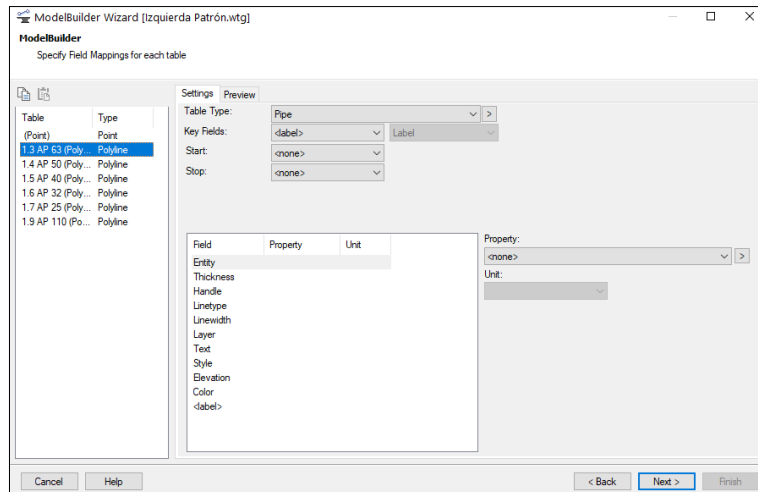 ModelBuilder Wizard [Izquierda Patrón.wtg]
ModelBuilder
Specify Field Mappings for each table
Settings Preview
Table Type
(Point) Point
1.3 AP 63 (Poly... Polyline
1.4 AP 50 (Poly... Polyline
1.5 AP 40 (Poly... Polyline
1.6 AP 32 (Poly... Polyline
1.7 AP 25 (Poly... Polyline
1.9 AP 110 (Po... Polyline
Table Type: Pipe >
Key Fields: <label> Label
Start: <none>
Stop: <none>
Field Property Unit
Entity
Thickness
Handle
Linetype
Linewidth
Layer
Text
Style
Elevation
Color
<label>
Property:
<none> >
Unit:
Cancel Help < Back Next > Finish